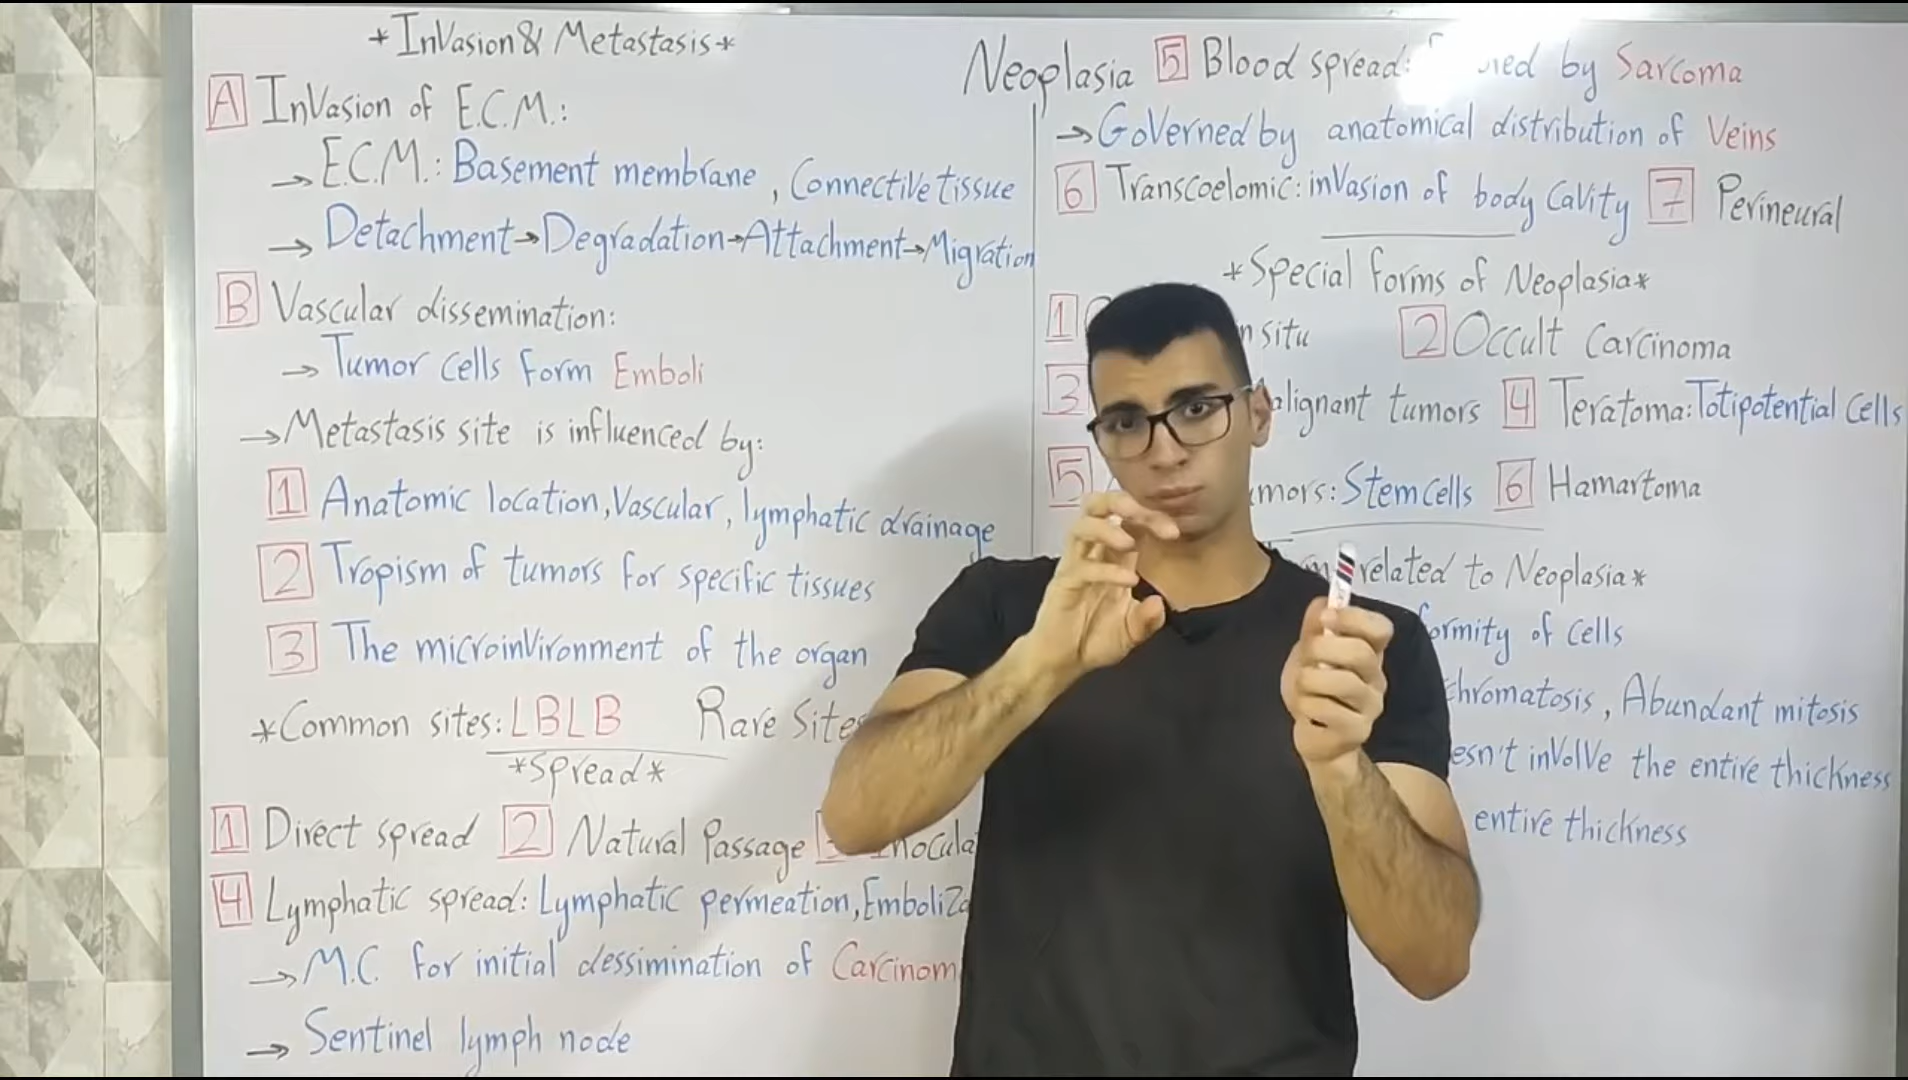 *Invasion & Metastasis*
A Invasion of E.C.M.:
→ E.C.M.: Basement membrane, Connective tissue
→ Detachment→Degradation→Attachment→Migration
B Vascular dissemination:
→ Tumor cells form Emboli
→ Metastasis site is influenced by:
1 Anatomic location, Vascular, lymphatic drainage
2 Tropism of tumors for specific tissues
3 The microinvironment of the organ
*Common sites: LBLB Rare Sites
*Spread*
1 Direct spread 2 Natural Passage
4 Lymphatic spread: Lymphatic permeation,
→ M.C. for initial dessimination of Carcinom
→ Sentinel lymph node
Neoplasia 5 Blood spread: by Sarcoma
→ Governed by anatomical distribution of Veins
6 Transcoelomic: invasion of body Cavity 7 Perineural
*Special forms of Neoplasia*
1 situ 2 Occult Carcinoma
3 alignant tumors 4 Teratoma: Totipotential Cells
5 mors: Stem cells 6 Hamartoma
related to Neoplasia*
ormity of cells
chromatosis, Abundant mitosis
esn't involve the entire thickness
entire thickness